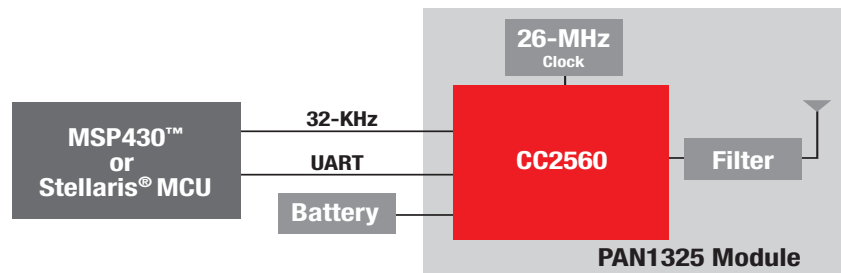 26-MHz
Clock
MSP430™
or
Stellaris® MCU
32-KHz
UART
Battery
CC2560
Filter
PAN1325 Module